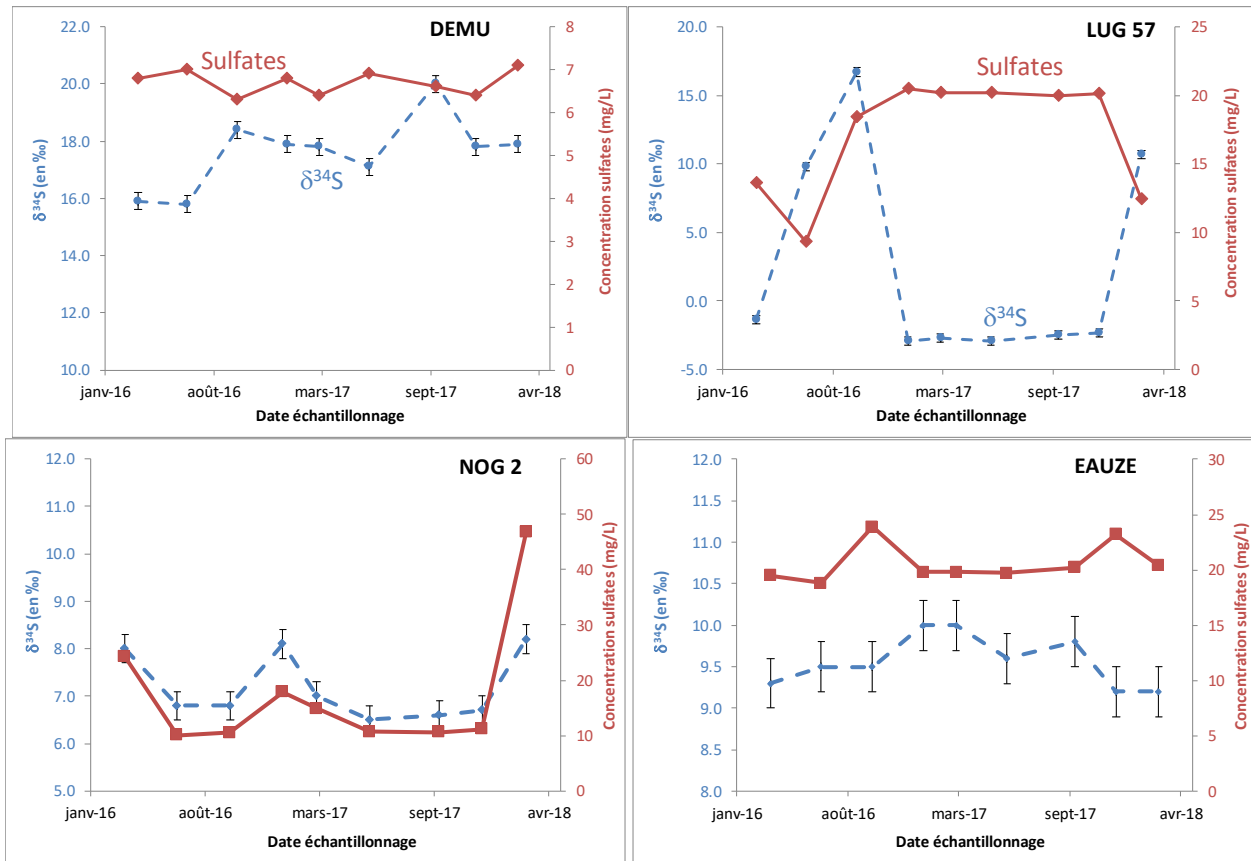 DEMU
Sulfates
δ³⁴S
δ³⁴S (en ‰)
22.0
20.0
18.0
16.0
14.0
12.0
10.0
8
7
6
5
4
3
2
1
0
Concentration sulfates (mg/L)
janv-16 août-16 mars-17 sept-17 avr-18
Date échantillonnage
LUG 57
Sulfates
δ³⁴S
δ³⁴S (en ‰)
20.0
15.0
10.0
5.0
0.0
-5.0
25
20
15
10
5
0
Concentration sulfates (mg/L)
janv-16 août-16 mars-17 sept-17 avr-18
Date échantillonnage
NOG 2
δ³⁴S (en ‰)
12.0
11.0
10.0
9.0
8.0
7.0
6.0
5.0
60
50
40
30
20
10
0
Concentration sulfates (mg/L)
janv-16 août-16 mars-17 sept-17 avr-18
Date échantillonnage
EAUZE
δ³⁴S (en ‰)
12.0
11.5
11.0
10.5
10.0
9.5
9.0
8.5
8.0
30
25
20
15
10
5
0
Concentration sulfates (mg/L)
janv-16 août-16 mars-17 sept-17 avr-18
Date échantillonnage